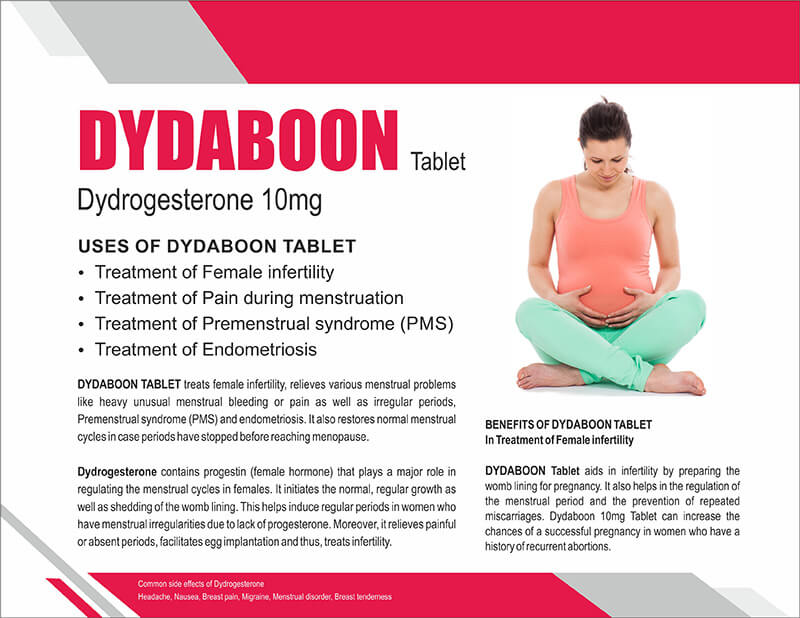 DYDABOON Tablet
Dydrogesterone 10mg
USES OF DYDABOON TABLET
• Treatment of Female infertility
• Treatment of Pain during menstruation
• Treatment of Premenstrual syndrome (PMS)
• Treatment of Endometriosis
DYDABOON TABLET treats female infertility, relieves various menstrual problems
like heavy unusual menstrual bleeding or pain as well as irregular periods,
Premenstrual syndrome (PMS) and endometriosis. It also restores normal menstrual
cycles in case periods have stopped before reaching menopause.
Dydrogesterone contains progestin (female hormone) that plays a major role in
regulating the menstrual cycles in females. It initiates the normal, regular growth as
well as shedding of the womb lining. This helps induce regular periods in women who
have menstrual irregularities due to lack of progesterone. Moreover, it relieves painful
or absent periods, facilitates egg implantation and thus, treats infertility.
BENEFITS OF DYDABOON TABLET
In Treatment of Female infertility
DYDABOON Tablet aids in infertility by preparing the
womb lining for pregnancy. It also helps in the regulation of
the menstrual period and the prevention of repeated
miscarriages. Dydaboon 10mg Tablet can increase the
chances of a successful pregnancy in women who have a
history of recurrent abortions.
Common side effects of Dydrogesterone
Headache, Nausea, Breast pain, Migraine, Menstrual disorder, Breast tenderness